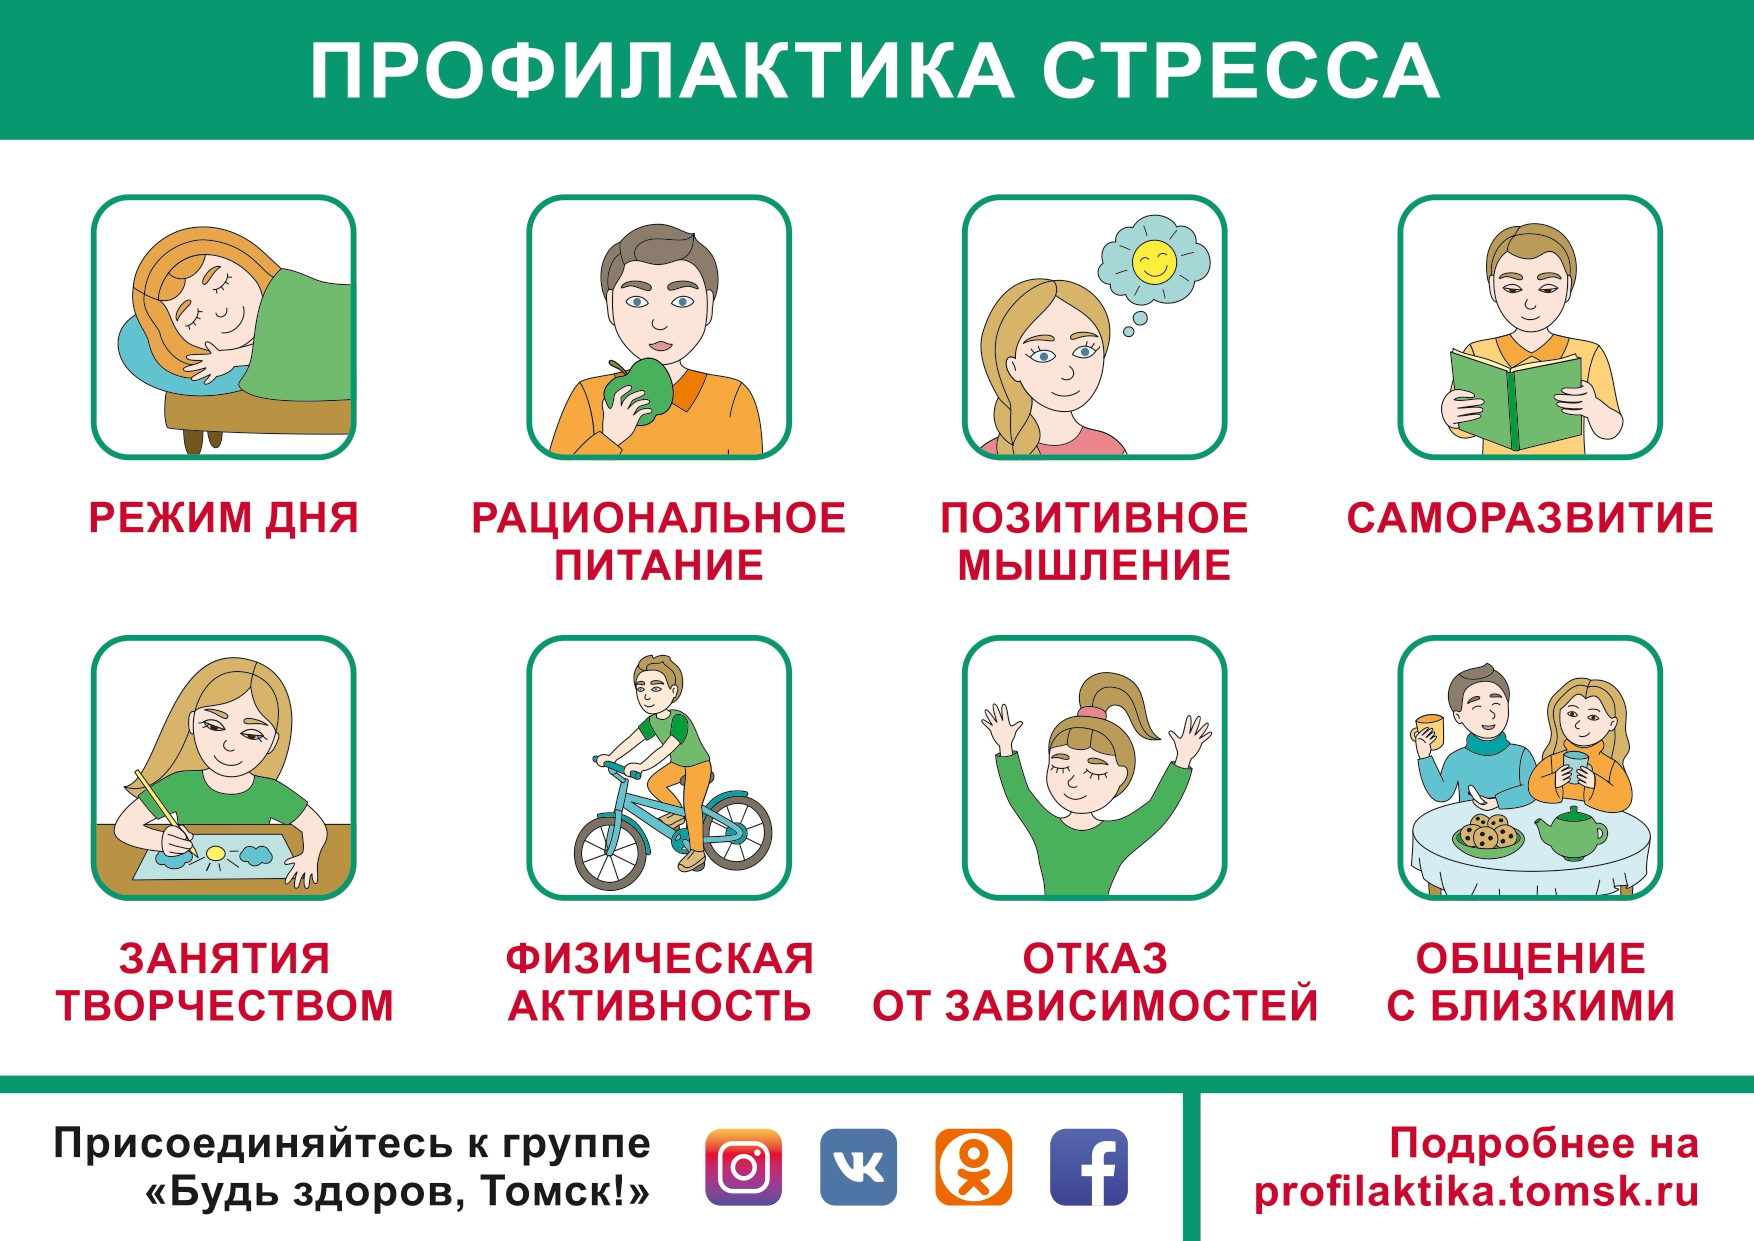 ПРОФИЛАКТИКА СТРЕССА
РЕЖИМ ДНЯ
РАЦИОНАЛЬНОЕ
ПИТАНИЕ
ПОЗИТИВНОЕ
МЫШЛЕНИЕ
САМОРАЗВИТИЕ
ЗАНЯТИЯ
ТВОРЧЕСТВОМ
ФИЗИЧЕСКАЯ
АКТИВНОСТЬ
ОТКАЗ
ОТ ЗАВИСИМОСТЕЙ
ОБЩЕНИЕ
С БЛИЗКИМИ
Присоединяйтесь к группе
«Будь здоров, Томск!»
Подробнее на
profilaktika.tomsk.ru